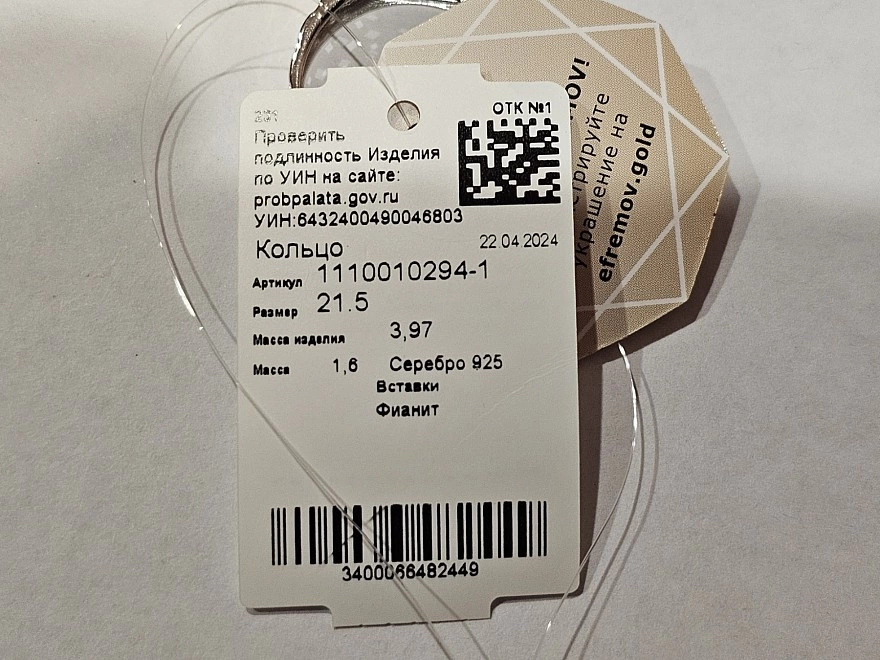 ОТК №1
Проверить
подлинность Изделия
по УИН на сайте:
probpalata.gov.ru
УИН:6432400490046803
Кольцо 22 04 2024
Артикул 1110010294-1
Размер 21.5
Масса изделия 3,97
Масса 1,6 Серебро 925
Вставки
Фианит
3400066482449
украшение на
efremov.gold